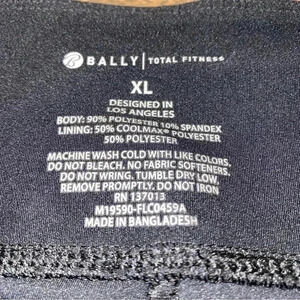 BALLY | TOTAL FITNESS
XL
DESIGNED IN
LOS ANGELES
BODY: 90% POLYESTER 10% SPANDEX
LINING: 50% COOLMAX® POLYESTER
50% POLYESTER
MACHINE WASH COLD WITH LIKE COLORS.
DO NOT BLEACH. NO FABRIC SOFTENERS.
DO NOT WRING. TUMBLE DRY LOW.
REMOVE PROMPTLY. DO NOT IRON
RN 137013
M19590-FLC0459A
MADE IN BANGLADESH